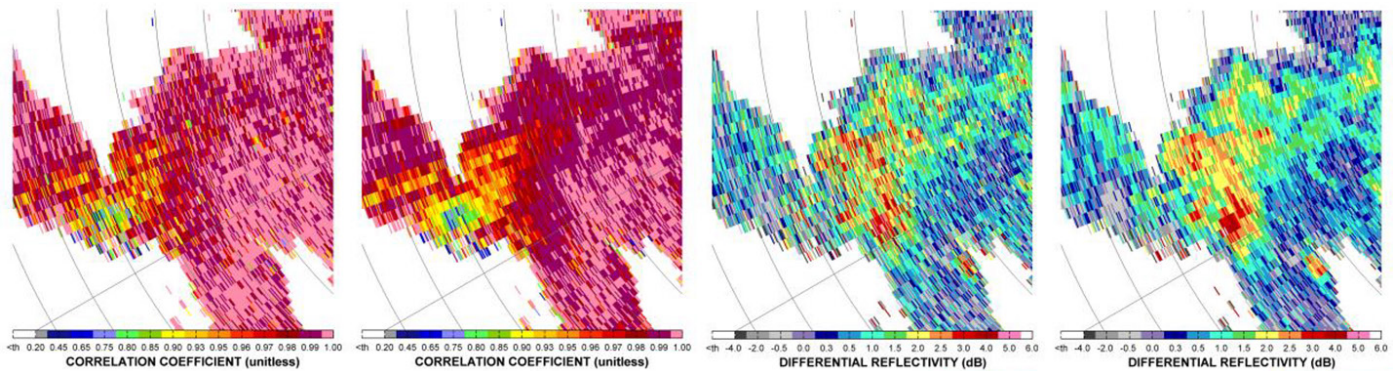 <th 0.20 0.45 0.65 0.75 0.80 0.85 0.90 0.93 0.95 0.96 0.97 0.98 0.99 1.00
CORRELATION COEFFICIENT (unitless)
<th 0.20 0.45 0.65 0.75 0.80 0.85 0.90 0.93 0.95 0.96 0.97 0.98 0.99 1.00
CORRELATION COEFFICIENT (unitless)
<th -4.0 -2.0 -0.5 0.0 0.3 0.5 1.0 1.5 2.0 2.5 3.0 4.0 5.0 6.0
DIFFERENTIAL REFLECTIVITY (dB)
<th -4.0 -2.0 -0.5 0.0 0.3 0.5 1.0 1.5 2.0 2.5 3.0 4.0 5.0 6.0
DIFFERENTIAL REFLECTIVITY (dB)